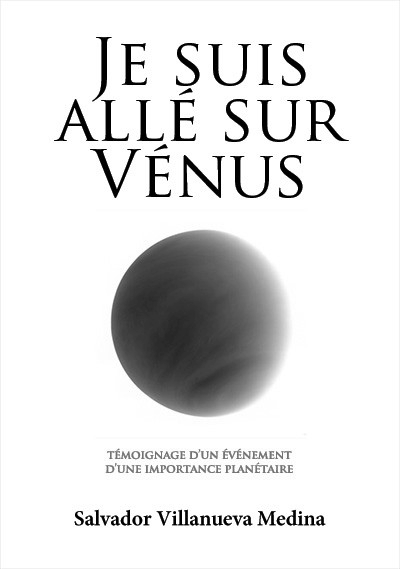 JE SUIS
ALLÉ SUR
VÉNUS
TÉMOIGNAGE D'UN ÉVÉNEMENT
D'UNE IMPORTANCE PLANÉTAIRE
Salvador Villanueva Medina